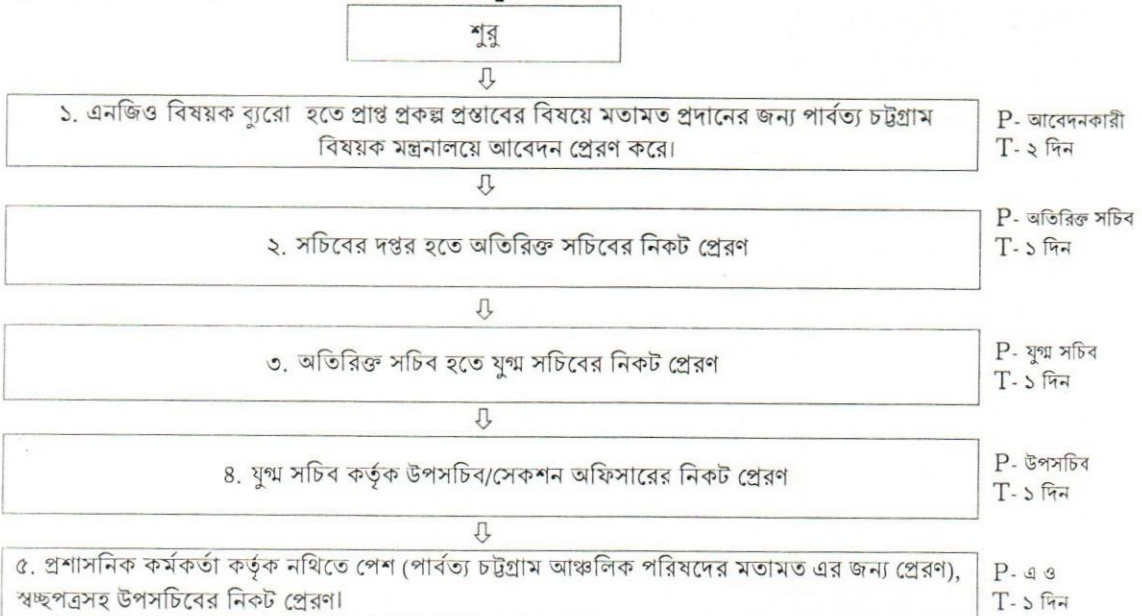 শুরু
১. এনজিও বিষয়ক ব্যুরো হতে প্রাপ্ত প্রকল্প প্রস্তাবের বিষয়ে মতামত প্রদানের জন্য পার্বত্য চট্টগ্রাম
বিষয়ক মন্ত্রনালয়ে আবেদন প্রেরণ করে।
P- আবেদনকারী
T- ২ দিন
২. সচিবের দপ্তর হতে অতিরিক্ত সচিবের নিকট প্রেরণ
P- অতিরিক্ত সচিব
T- ১ দিন
৩. অতিরিক্ত সচিব হতে যুগ্ম সচিবের নিকট প্রেরণ
P- যুগ্ম সচিব
T- ১ দিন
৪. যুগ্ম সচিব কর্তৃক উপসচিব/সেকশন অফিসারের নিকট প্রেরণ
P- উপসচিব
T- ১ দিন
৫. প্রশাসনিক কর্মকর্তা কর্তৃক নথিতে পেশ (পার্বত্য চট্টগ্রাম আঞ্চলিক পরিষদের মতামত এর জন্য প্রেরণ),
স্বচ্ছপত্রসহ উপসচিবের নিকট প্রেরণ।
P- এ ও
T- ১ দিন